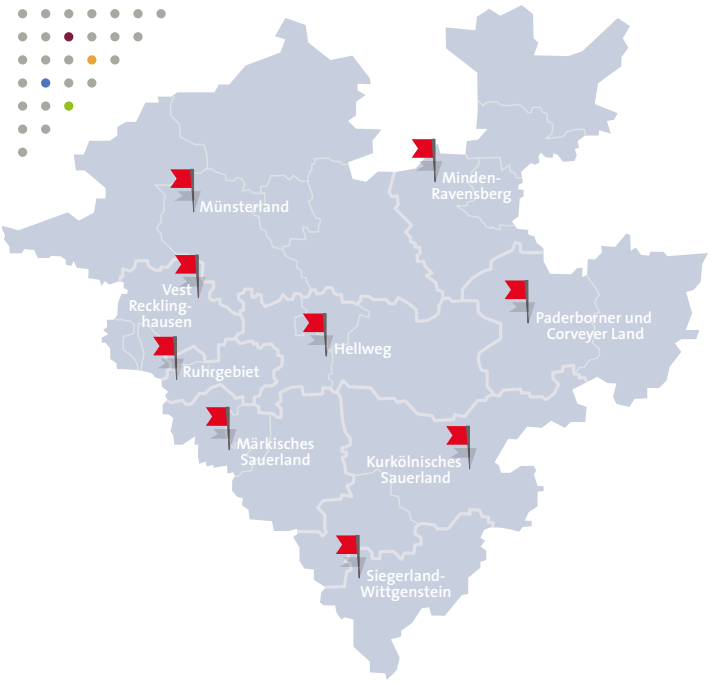 Minden-
Ravensberg
Münsterland
Vest
Reckling-
hausen
Paderborner und
Corveyer Land
Hellweg
Ruhrgebiet
Märkisches
Sauerland
Kurkölnisches
Sauerland
Siegerland-
Wittgenstein